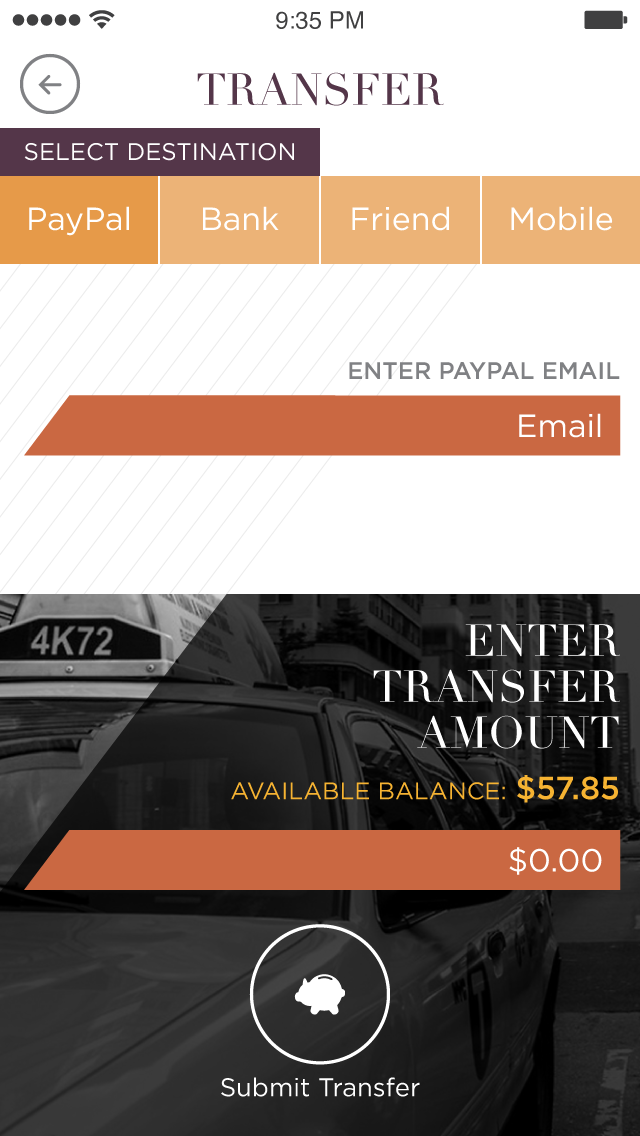 9:35 PM
TRANSFER
SELECT DESTINATION
PayPal Bank Friend Mobile
ENTER PAYPAL EMAIL
Email
4K72
ENTER
TRANSFER
AMOUNT
AVAILABLE BALANCE: $57.85
$0.00
Submit Transfer